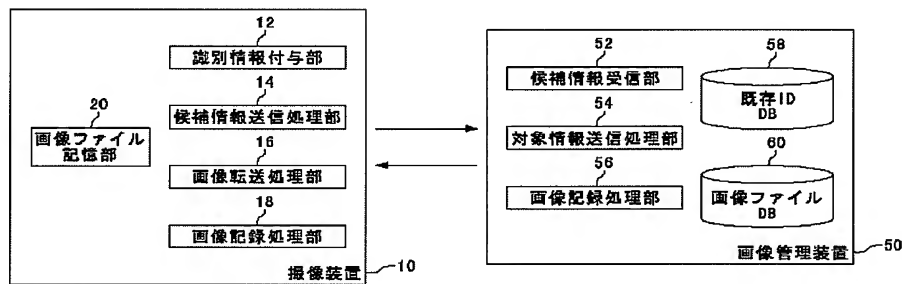 12
識別情報付与部
14
候補情報送信処理部
20
画像ファイル
記憶部
16
画像転送処理部
18
画像記録処理部
撮像装置
10
52
候補情報受信部
54
対象情報送信処理部
56
画像記録処理部
58
既存ID
DB
60
画像ファイル
DB
画像管理装置
50